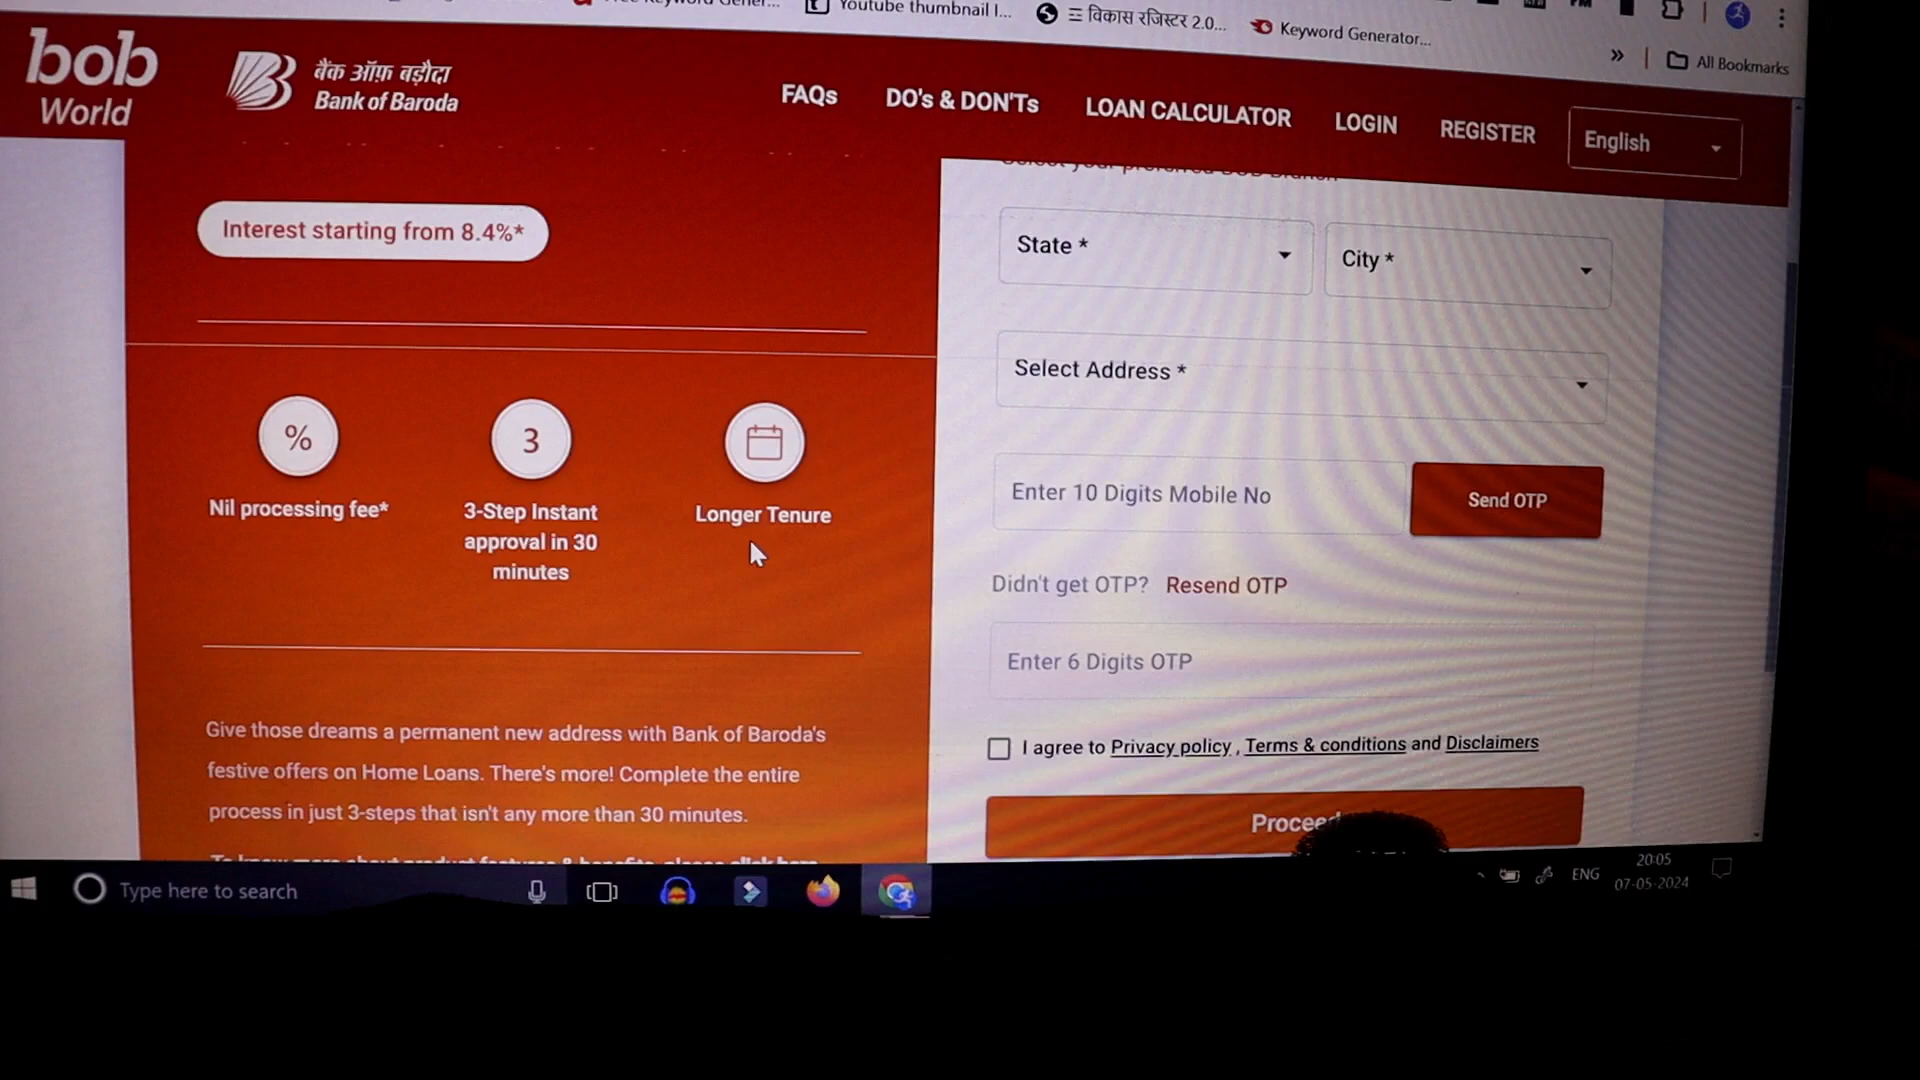 Youtube thumbnail I...
विकास रजिस्टर 2.0...
Keyword Generator...
All Bookmarks
bob
World
बैंक ऑफ़ बड़ौदा
Bank of Baroda
FAQs
DO's & DON'Ts
LOAN CALCULATOR
LOGIN
REGISTER
English
Interest starting from 8.4%*
%
Nil processing fee*
3
3-Step Instant
approval in 30
minutes
Longer Tenure
Give those dreams a permanent new address with Bank of Baroda's
festive offers on Home Loans. There's more! Complete the entire
process in just 3-steps that isn't any more than 30 minutes.
State *
City *
Select Address *
Enter 10 Digits Mobile No
Send OTP
Didn't get OTP? Resend OTP
Enter 6 Digits OTP
I agree to Privacy policy , Terms & conditions and Disclaimers
Proceed
Type here to search
ENG
20:05
07-05-2024